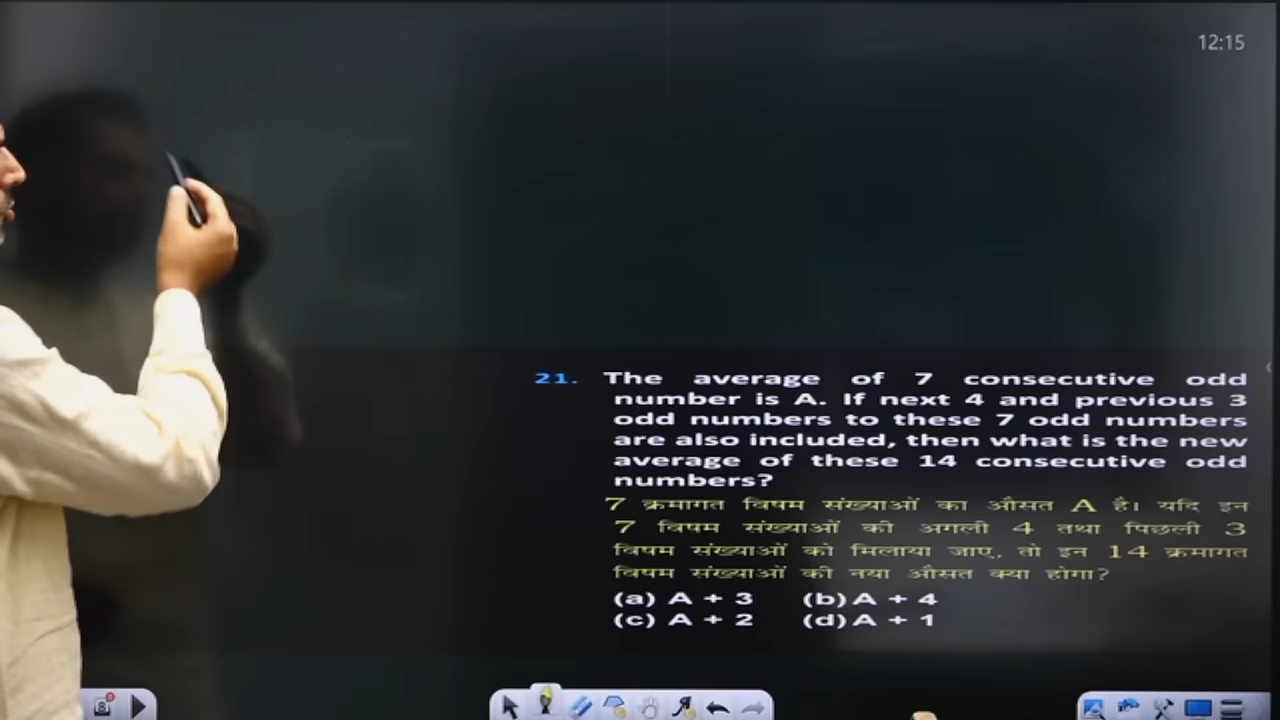 12:15
21. The average of 7 consecutive odd
number is A. If next 4 and previous 3
odd numbers to these 7 odd numbers
are also included, then what is the new
average of these 14 consecutive odd
numbers?
7 क्रमागत विषम संख्याओं का औसत A है। यदि इन
7 विषम संख्याओं को अगली 4 तथा पिछली 3
विषम संख्याओं को मिलाया जाए, तो इन 14 क्रमागत
विषम संख्याओं की नया औसत क्या होगा?
(a) A + 3 (b) A + 4
(c) A + 2 (d) A + 1